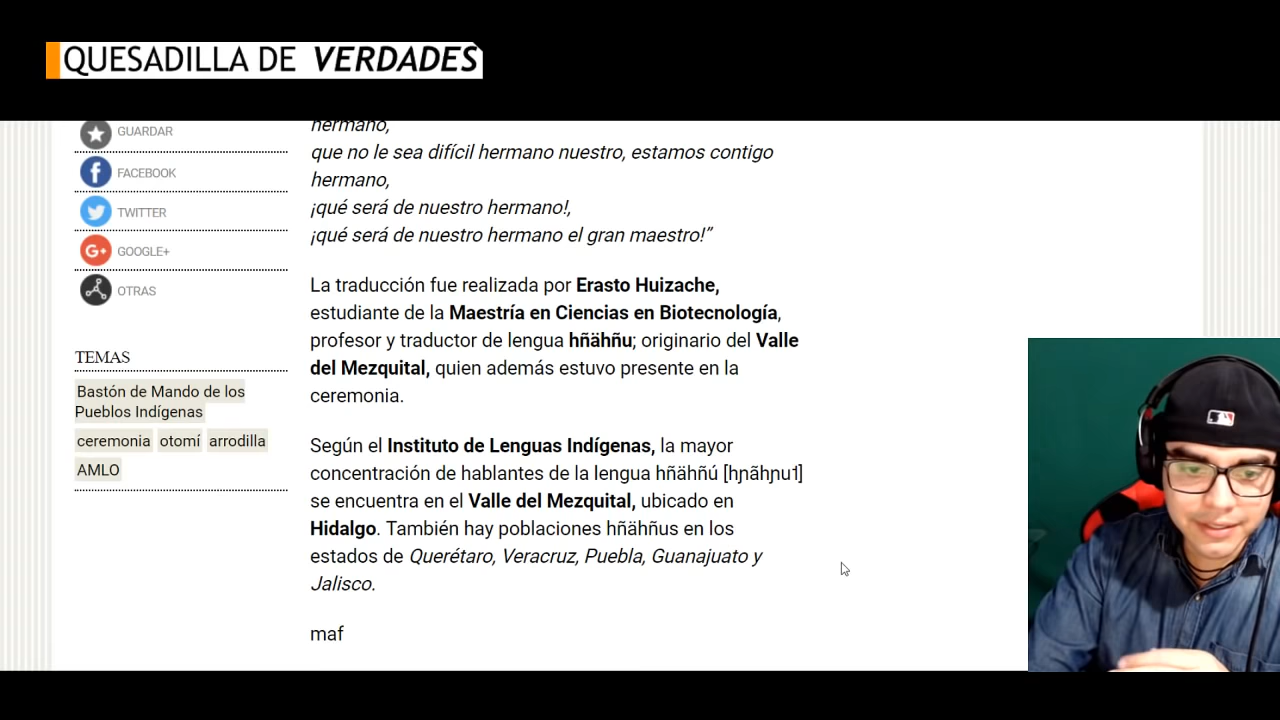 QUESADILLA DE VERDADES
hermano,
que no le sea difícil hermano nuestro, estamos contigo
hermano,
¡qué será de nuestro hermano!,
¡qué será de nuestro hermano el gran maestro!”
La traducción fue realizada por Erasto Huizache,
estudiante de la Maestría en Ciencias en Biotecnología,
profesor y traductor de lengua hñähñu; originario del Valle
del Mezquital, quien además estuvo presente en la
ceremonia.
Según el Instituto de Lenguas Indígenas, la mayor
concentración de hablantes de la lengua hñähñú [hɲãhɲu˥]
se encuentra en el Valle del Mezquital, ubicado en
Hidalgo. También hay poblaciones hñähñus en los
estados de Querétaro, Veracruz, Puebla, Guanajuato y
Jalisco.
maf
GUARDAR
FACEBOOK
TWITTER
G+ GOOGLE+
OTRAS
TEMAS
Bastón de Mando de los
Pueblos Indígenas
ceremonia otomí arrodilla
AMLO